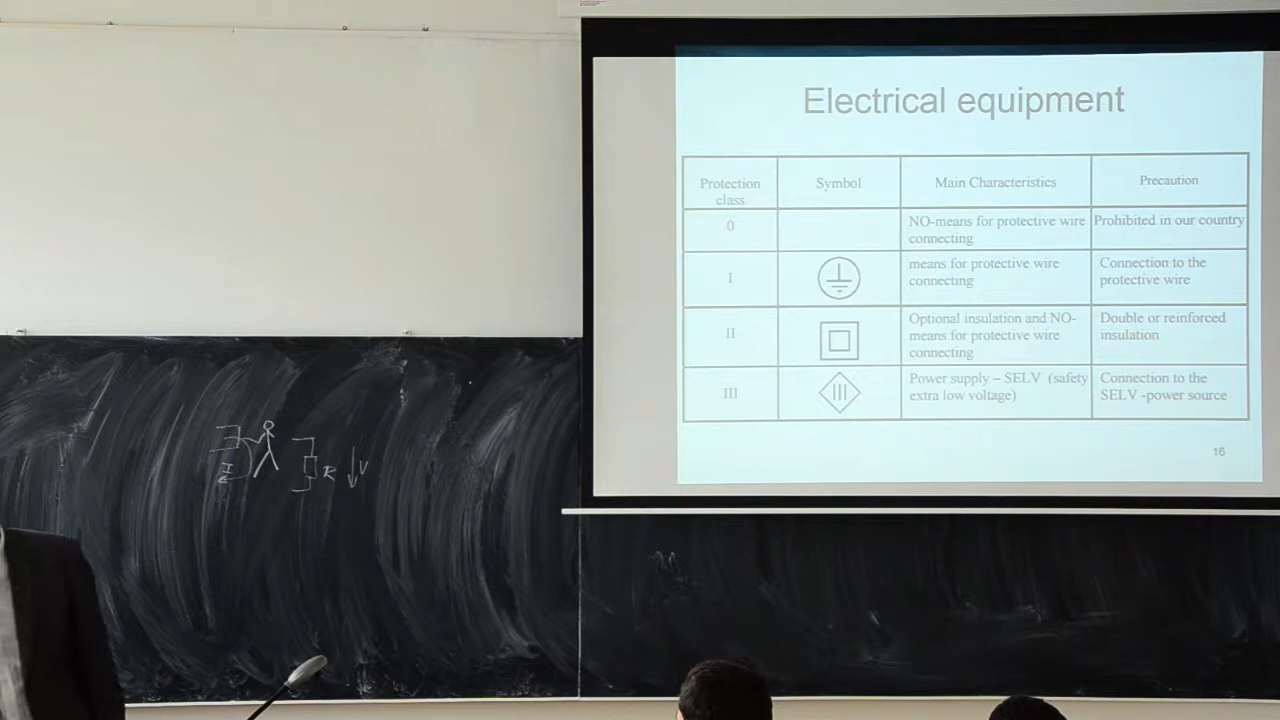 Electrical equipment
Protection class
Symbol
Main Characteristics
Precaution
0
NO-means for protective wire
connecting
Prohibited in our country
I
means for protective wire
connecting
Connection to the
protective wire
II
Optional insulation and NO-
means for protective wire
connecting
Double or reinforced
insulation
III
Power supply – SELV (safety
extra low voltage)
Connection to the
SELV -power source
16
I
R
V